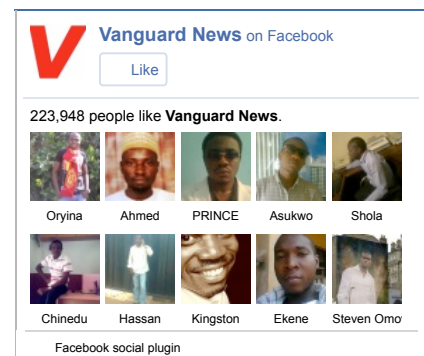 Vanguard News on Facebook
Like
223,948 people like Vanguard News.
Oryina Ahmed PRINCE Asukwo Shola
Chinedu Hassan Kingston Ekene Steven Omo
Facebook social plugin